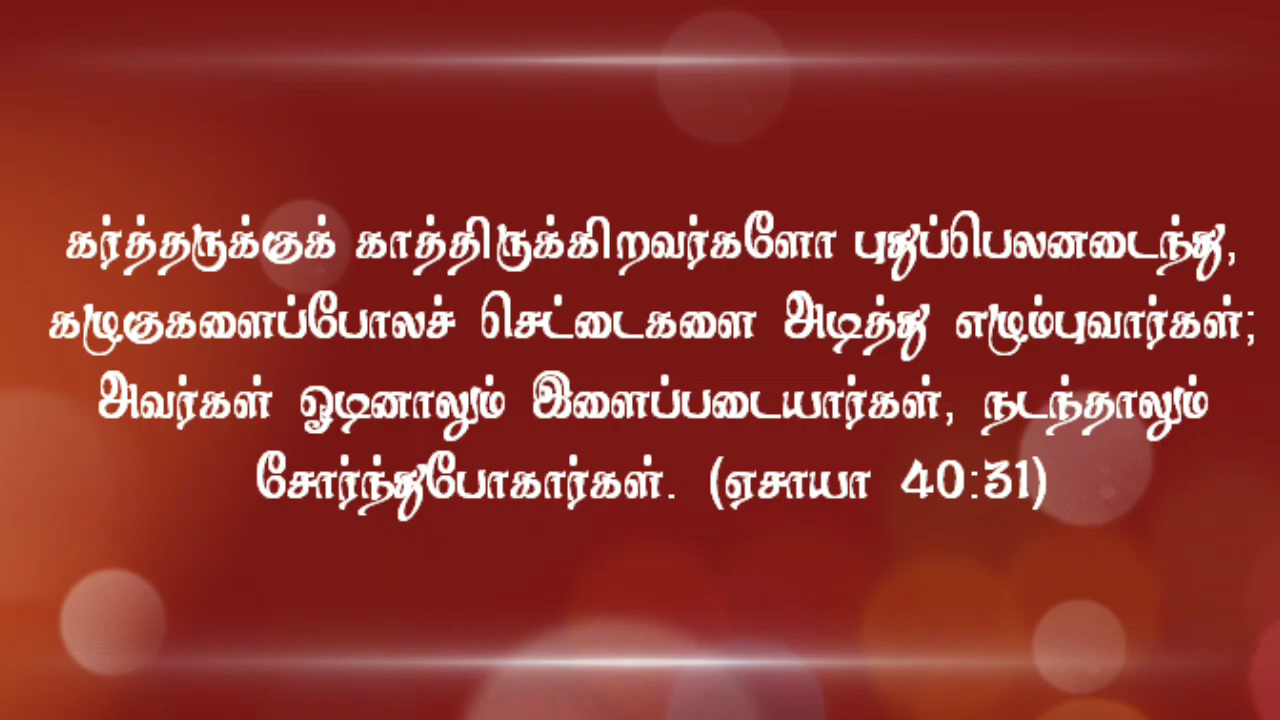 கர்த்தருக்குக் காத்திருக்கிறவர்களோ புதுப்பெலனடைந்து,
கழுகுகளைப்போலச் செட்டைகளை அடித்து எழும்புவார்கள்;
அவர்கள் ஓடினாலும் இளைப்படையார்கள், நடந்தாலும்
சோர்ந்துபோகார்கள். (ஏசாயா 40:31)